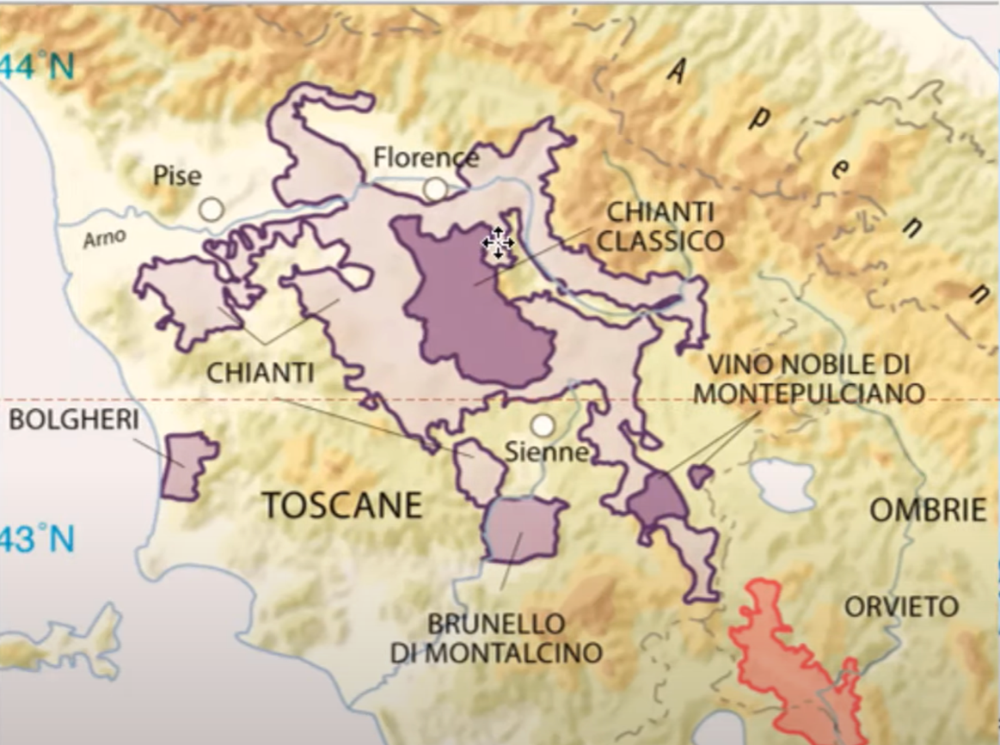 44°N
A
p
e
n
n
Pise
Florence
Arno
CHIANTI
CLASSICO
CHIANTI
VINO NOBILE DI
MONTEPULCIANO
BOLGHERI
Sienne
TOSCANE
OMBRIE
43°N
ORVIETO
BRUNELLO
DI MONTALCINO